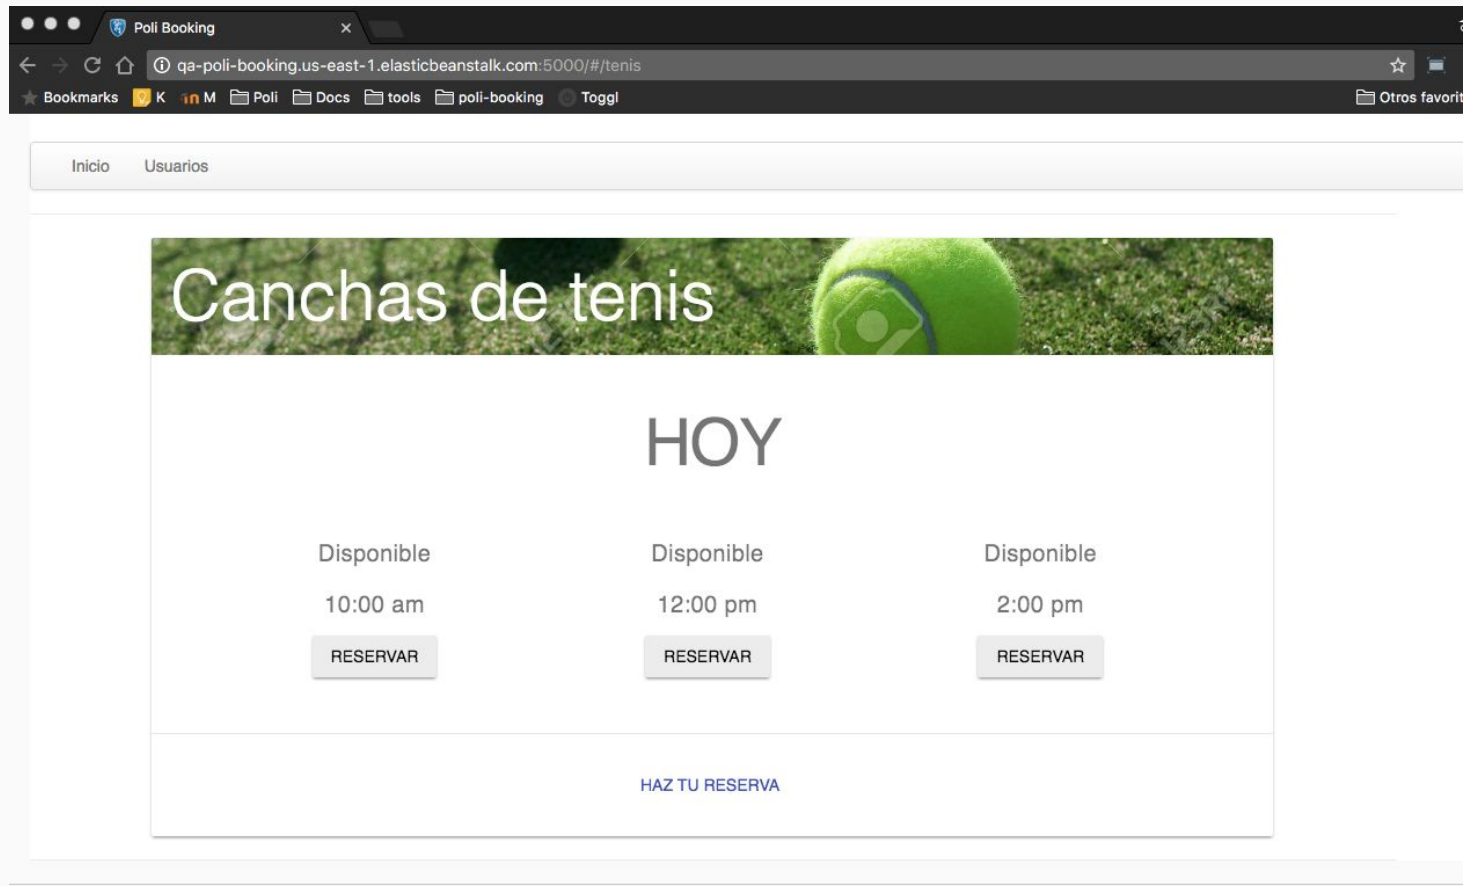 Poli Booking
qa-poli-booking.us-east-1.elasticbeanstalk.com:5000/#/tenis
Bookmarks K M Poli Docs tools poli-booking Toggl Otros favorit
Inicio Usuarios
Canchas de tenis
HOY
Disponible Disponible Disponible
10:00 am 12:00 pm 2:00 pm
RESERVAR RESERVAR RESERVAR
HAZ TU RESERVA